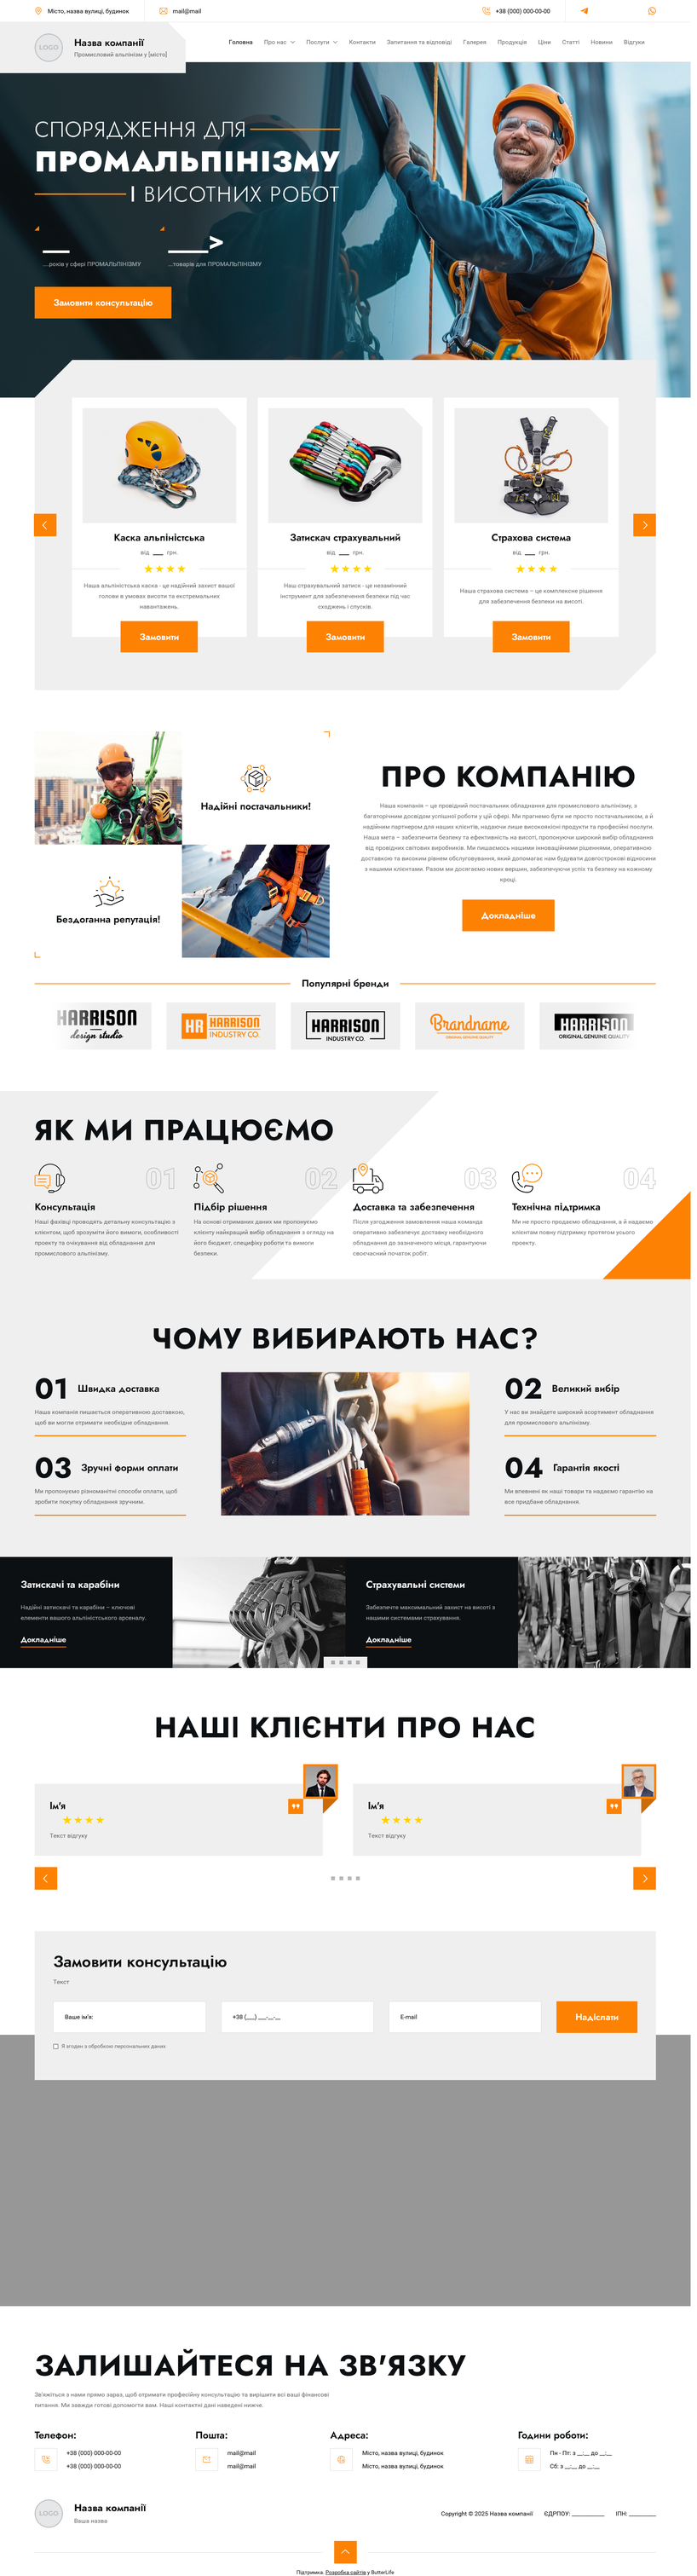 Місто, назва вулиці, будинок
mail@mail
+38 (000) 000-00-00
LOGO
Назва компанії
Промисловий альпінізм у [місто]
Головна Про нас Послуги Контакти Запитання та відповіді Галерея Продукція Ціни Статті Новини Відгуки
СПОРЯДЖЕННЯ ДЛЯ
ПРОМАЛЬПІНІЗМУ
І ВИСОТНИХ РОБОТ
___ _____>
...років у сфері ПРОМАЛЬПІНІЗМУ
...товарів для ПРОМАЛЬПІНІЗМУ
Замовити консультацію
Каска альпіністська
від ___ грн.
Наша альпіністська каска - це надійний захист вашої
голови в умовах висоти та екстремальних
навантажень.
Замовити
Затискач страхувальний
від ___ грн.
Наш страхувальний затиск - це незамінний
інструмент для забезпечення безпеки під час
сходжень і спусків.
Замовити
Страхова система
від ___ грн.
Наша страхова система – це комплексне рішення
для забезпечення безпеки на висоті.
Замовити
Надійні постачальники!
Бездоганна репутація!
ПРО КОМПАНІЮ
Наша компанія – це провідний постачальник обладнання для промислового альпінізму, з
багаторічним досвідом успішної роботи у цій сфері. Ми прагнемо бути не просто постачальником, а й
надійним партнером для наших клієнтів, надаючи лише високоякісні продукти та професійні послуги.
Наша мета – забезпечити безпеку та ефективність на висоті, пропонуючи широкий вибір обладнання
від провідних світових виробників. Ми пишаємось нашими інноваційними рішеннями, оперативною
доставкою та високим рівнем обслуговування, який допомагає нам будувати довгострокові відносини
з нашими клієнтами. Разом ми досягаємо нових вершин, забезпечуючи успіх та безпеку на кожному
кроці.
Докладніше
Популярні бренди
HARRISON
design studio
HR HARRISON
INDUSTRY CO.
HARRISON
INDUSTRY CO.
Brandname
ORIGINAL GENUINE QUALITY
HARRISON
ORIGINAL GENUINE QUALITY
ЯК МИ ПРАЦЮЄМО
01
Консультація
Наші фахівці проводять детальну консультацію з
клієнтом, щоб зрозуміти його вимоги, особливості
проекту та очікування від обладнання для
промислового альпінізму.
02
Підбір рішення
На основі отриманих даних ми пропонуємо
клієнту найкращий вибір обладнання з огляду на
його бюджет, специфіку роботи та вимоги
безпеки.
03
Доставка та забезпечення
Після узгодження замовлення наша команда
оперативно забезпечує доставку необхідного
обладнання до зазначеного місця, гарантуючи
своєчасний початок робіт.
04
Технічна підтримка
Ми не просто продаємо обладнання, а й надаємо
клієнтам повну підтримку протягом усього
проекту.
ЧОМУ ВИБИРАЮТЬ НАС?
01 Швидка доставка
Наша компанія пишається оперативною доставкою,
щоб ви могли отримати необхідне обладнання.
02 Великий вибір
У нас ви знайдете широкий асортимент обладнання
для промислового альпінізму.
03 Зручні форми оплати
Ми пропонуємо різноманітні способи оплати, щоб
зробити покупку обладнання зручним.
04 Гарантія якості
Ми впевнені як наші товари та надаємо гарантію на
все придбане обладнання.
Затискачі та карабіни
Надійні затискачі та карабіни – ключові
елементи вашого альпіністського арсеналу.
Докладніше
Страхувальні системи
Забезпечте максимальний захист на висоті з
нашими системами страхування.
Докладніше
НАШІ КЛІЄНТИ ПРО НАС
Ім'я
Текст відгуку
Ім'я
Текст відгуку
Замовити консультацію
Текст
Ваше ім'я:
+38 (___) ___-__-__
E-mail
Надіслати
Я згоден з обробкою персональних даних
ЗАЛИШАЙТЕСЯ НА ЗВ'ЯЗКУ
Зв'яжіться з нами прямо зараз, щоб отримати професійну консультацію та вирішити всі ваші фінансові
питання. Ми завжди готові допомогти вам. Наші контактні дані наведені нижче.
Телефон:
+38 (000) 000-00-00
+38 (000) 000-00-00
Пошта:
mail@mail
mail@mail
Адреса:
Місто, назва вулиці, будинок
Місто, назва вулиці, будинок
Години роботи:
Пн - Пт: з __:__ до __:__
Сб: з __:__ до __:__
LOGO
Назва компанії
Ваша назва
Copyright © 2025 Назва компанії ЄДРПОУ: ___________ ІПН: __________
Підтримка. Розробка сайтів у ButterLife